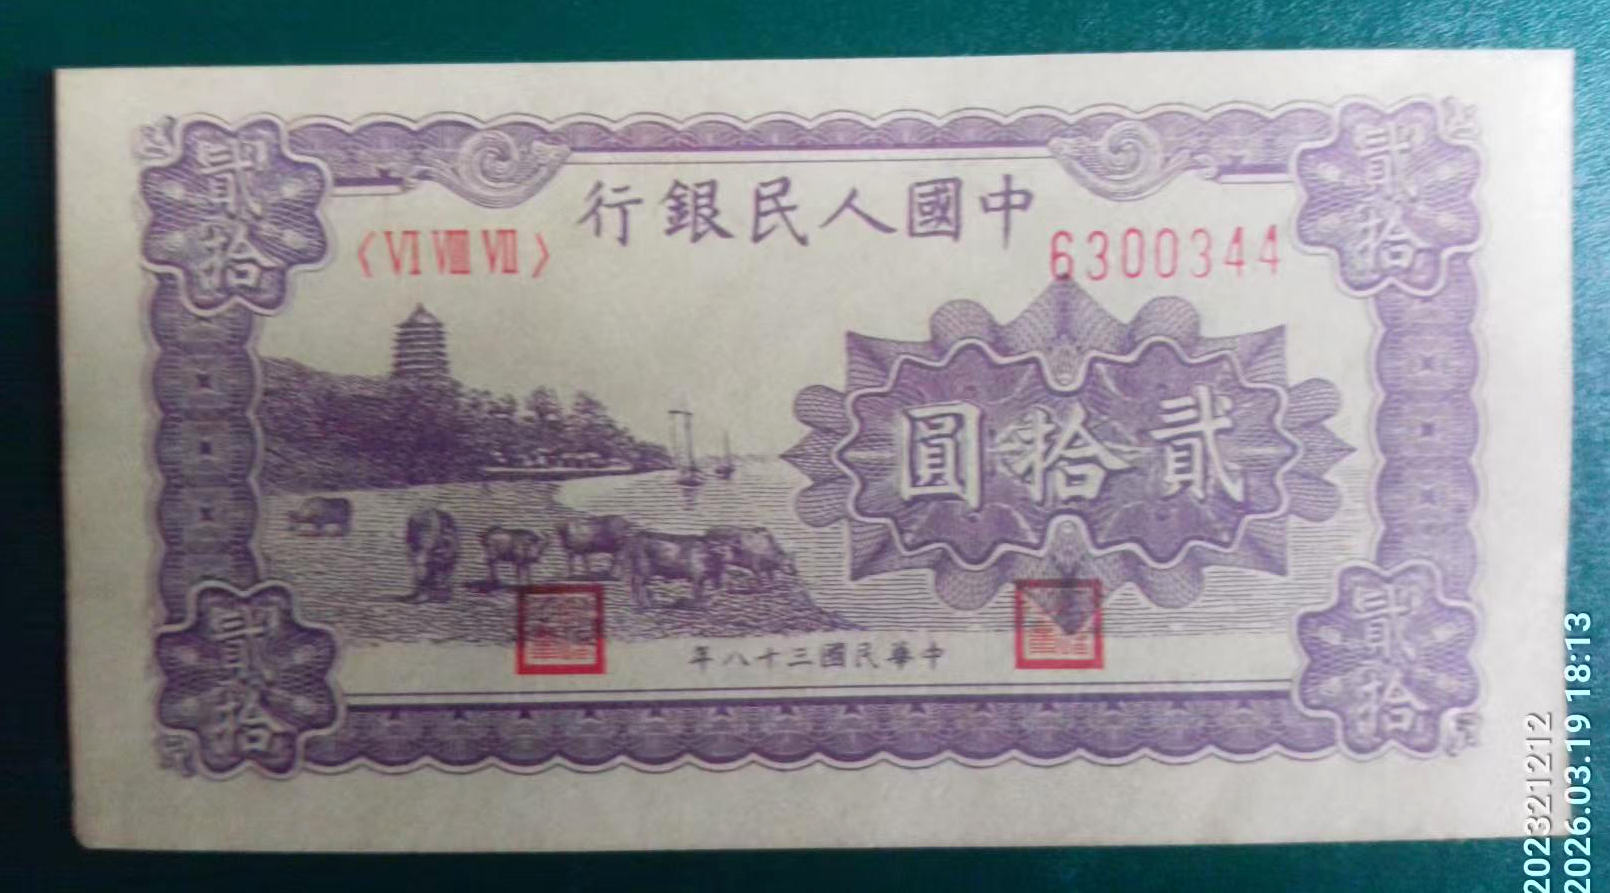 中國人民銀行
〈VI VIII VII〉
6300344
貳拾
貳拾
貳拾圓
中華民國三十八年
貳拾
貳拾
202321212
2026.03.19 18:13